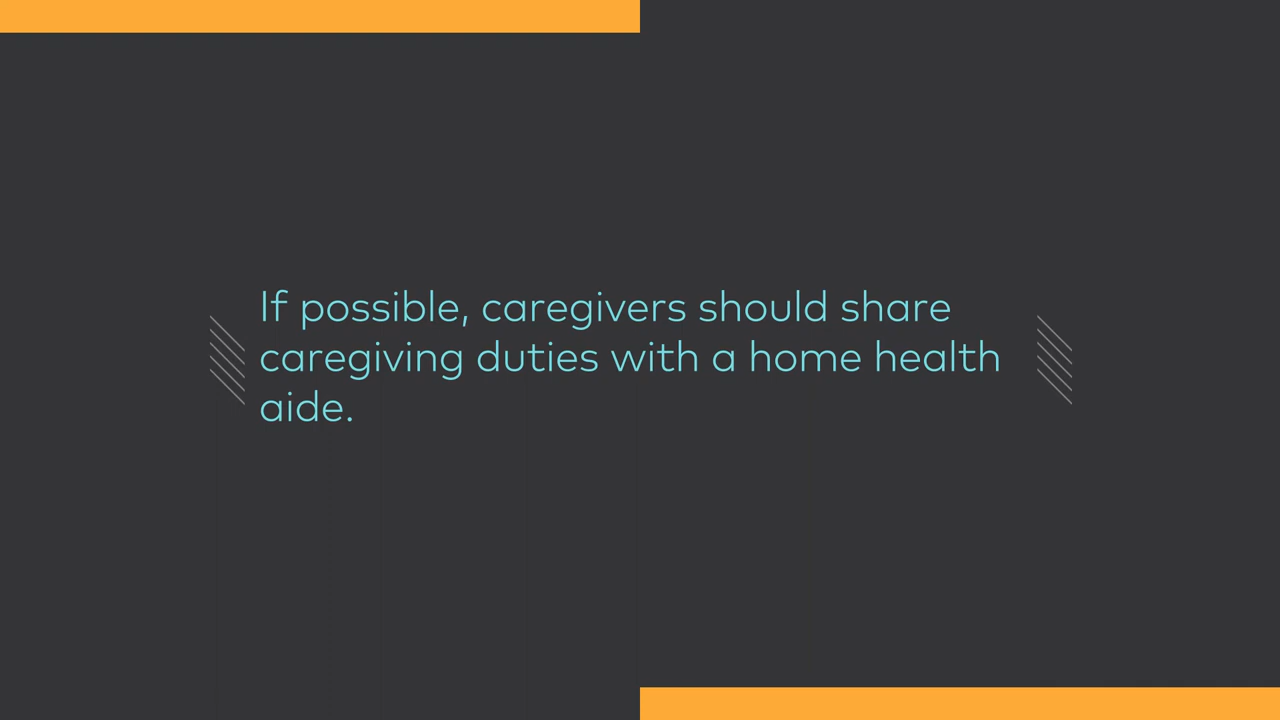 If possible, caregivers should share
caregiving duties with a home health
aide.